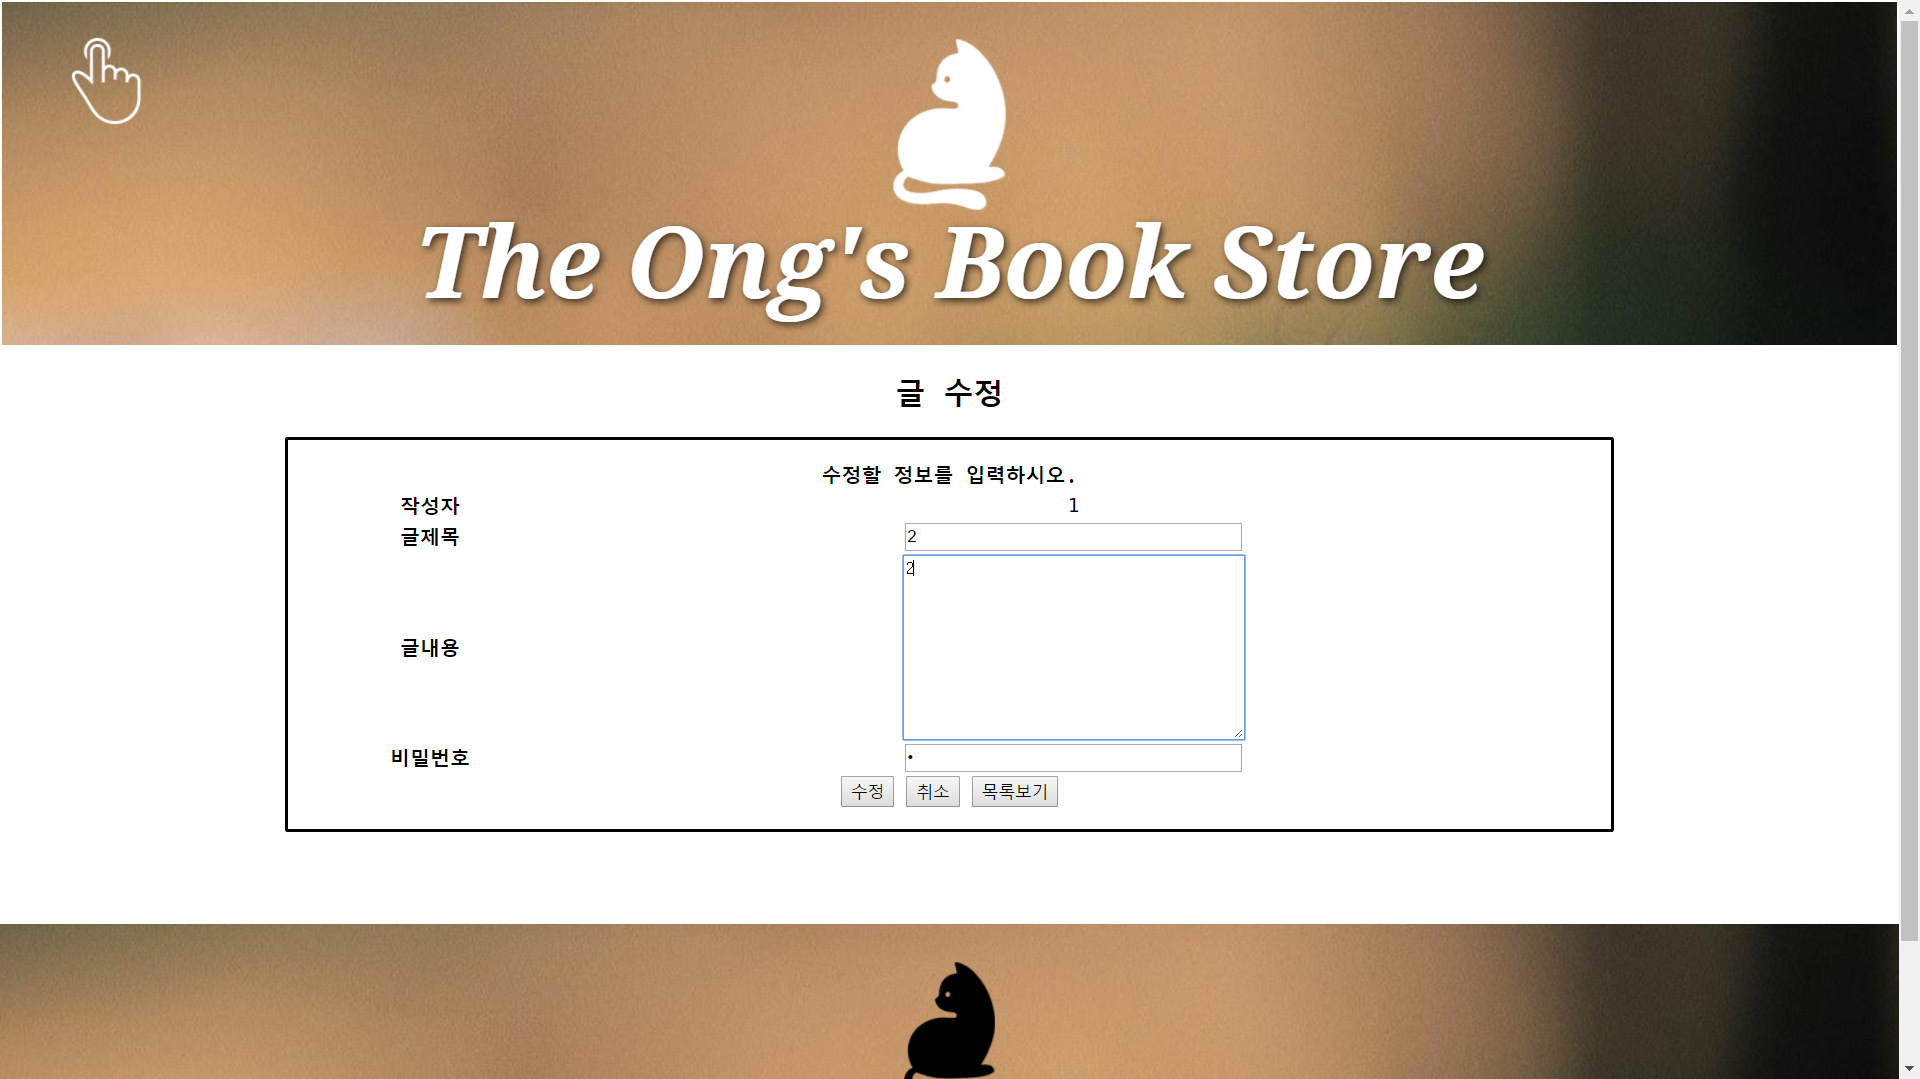 The Ong's Book Store
글 수정
수정할 정보를 입력하시오.
작성자 1
글제목 2
글내용 2
비밀번호 •
수정 취소 목록보기